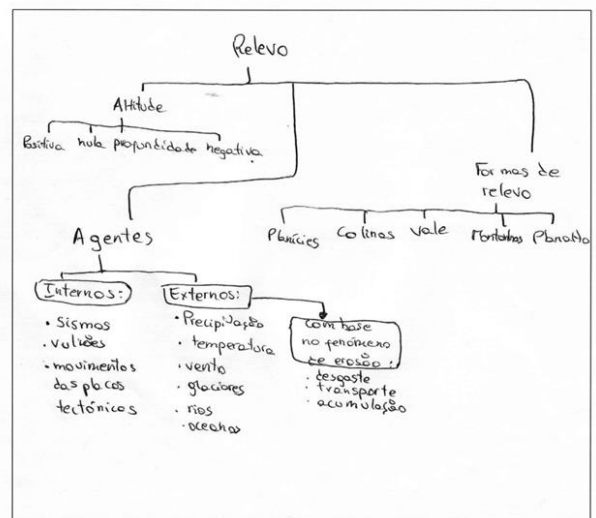 Relevo
Altitude
Positiva nula profundidade negativa
Formas de
relevo
Planícies Colinas Vale Montanhas Planalto
Agentes
Internos:
• Sismos
• vulcões
• movimentos
das placas
tectónicos
Externos:
• Precipitação
• temperatura
• vento
• glaciares
• rios
• oceanos
com base
no fenómeno
de erosão:
• desgaste
• transporte
• acumulação